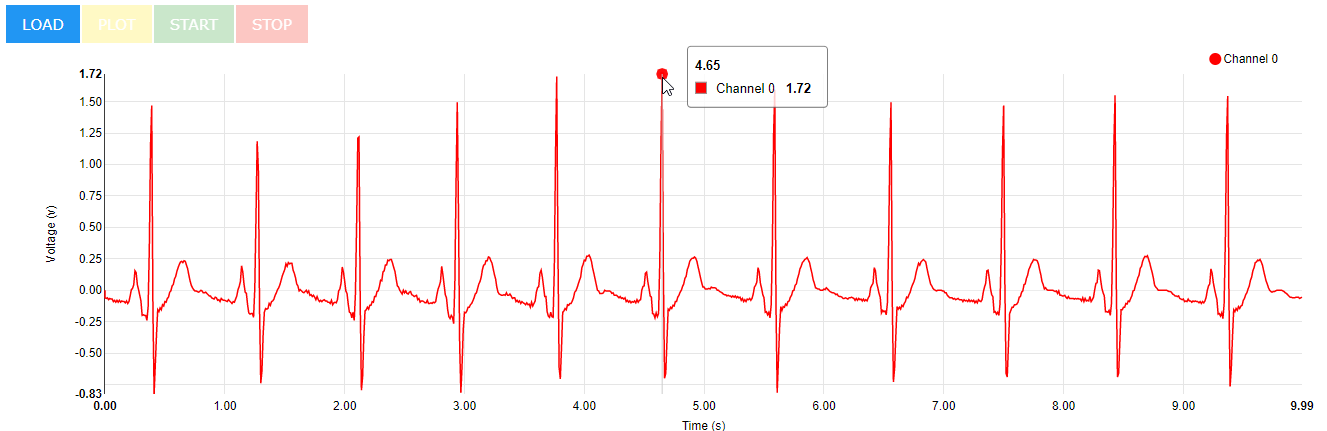 LOAD PLOT START STOP
Channel 0
4.65
Channel 0 1.72
1.72
1.50
1.25
1.00
0.75
0.50
0.25
0.00
-0.25
-0.50
-0.83
Voltage (v)
0.00 1.00 2.00 3.00 4.00 5.00 6.00 7.00 8.00 9.00 9.99
Time (s)